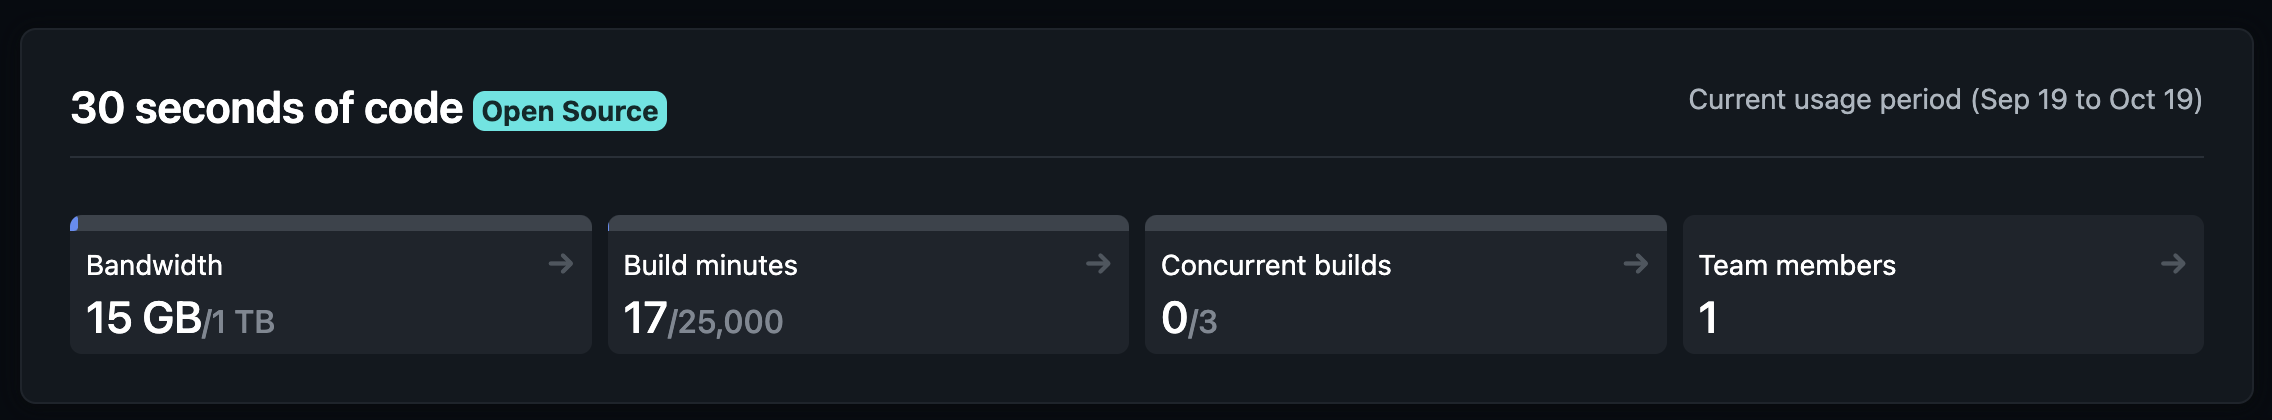 30 seconds of code Open Source
Current usage period (Sep 19 to Oct 19)
Bandwidth
15 GB/1 TB
Build minutes
17/25,000
Concurrent builds
0/3
Team members
1